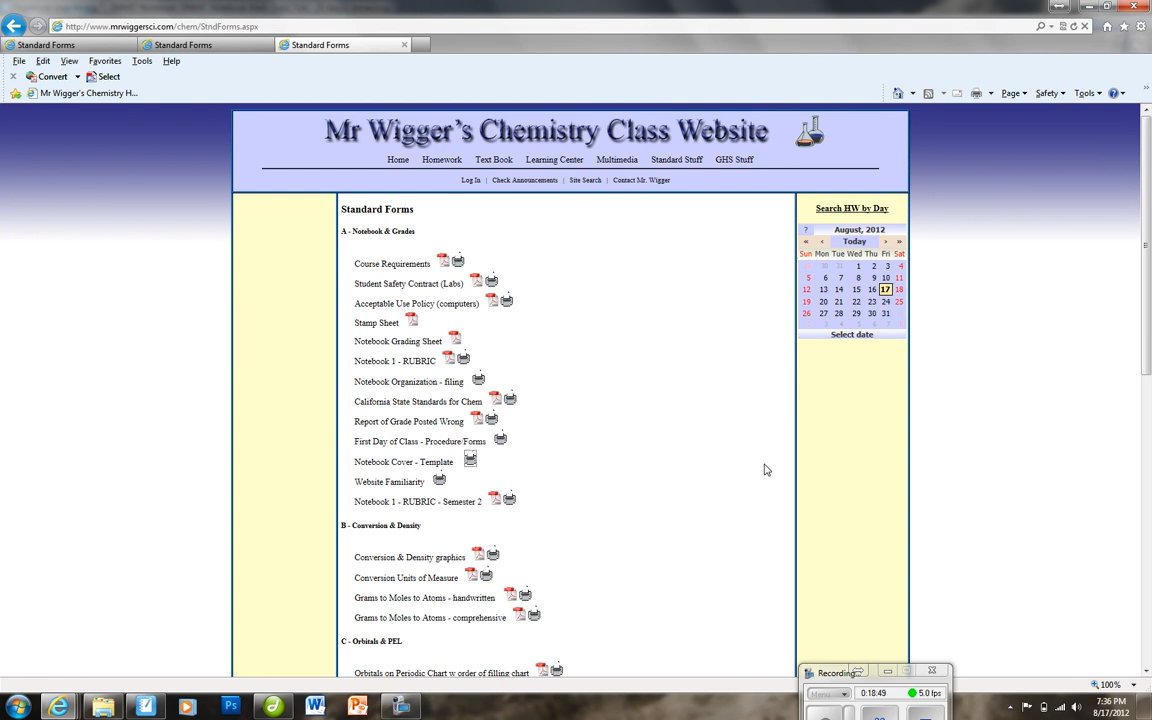 http://www.mrwiggersci.com/chem/StndForms.aspx
Standard Forms
Standard Forms
Standard Forms
File Edit View Favorites Tools Help
Convert Select
Mr Wigger's Chemistry H...
Page Safety Tools
Mr Wigger's Chemistry Class Website
Home Homework Text Book Learning Center Multimedia Standard Stuff GHS Stuff
Log In | Check Announcements | Site Search | Contact Mr. Wigger
Standard Forms
A - Notebook & Grades
Course Requirements
Student Safety Contract (Labs)
Acceptable Use Policy (computers)
Stamp Sheet
Notebook Grading Sheet
Notebook 1 - RUBRIC
Notebook Organization - filing
California State Standards for Chem
Report of Grade Posted Wrong
First Day of Class - Procedure/Forms
Notebook Cover - Template
Website Familiarity
Notebook 1 - RUBRIC - Semester 2
B - Conversion & Density
Conversion & Density graphics
Conversion Units of Measure
Grams to Moles to Atoms - handwritten
Grams to Moles to Atoms - comprehensive
C - Orbitals & PEL
Orbitals on Periodic Chart w order of filling chart
Search HW by Day
? August, 2012
« ‹ Today › »
Sun Mon Tue Wed Thu Fri Sat
1 2 3 4
5 6 7 8 9 10 11
12 13 14 15 16 17 18
19 20 21 22 23 24 25
26 27 28 29 30 31
Select date
Recording...
Menu 0:18:49 5.0 fps
100%
7:36 PM
8/17/2012